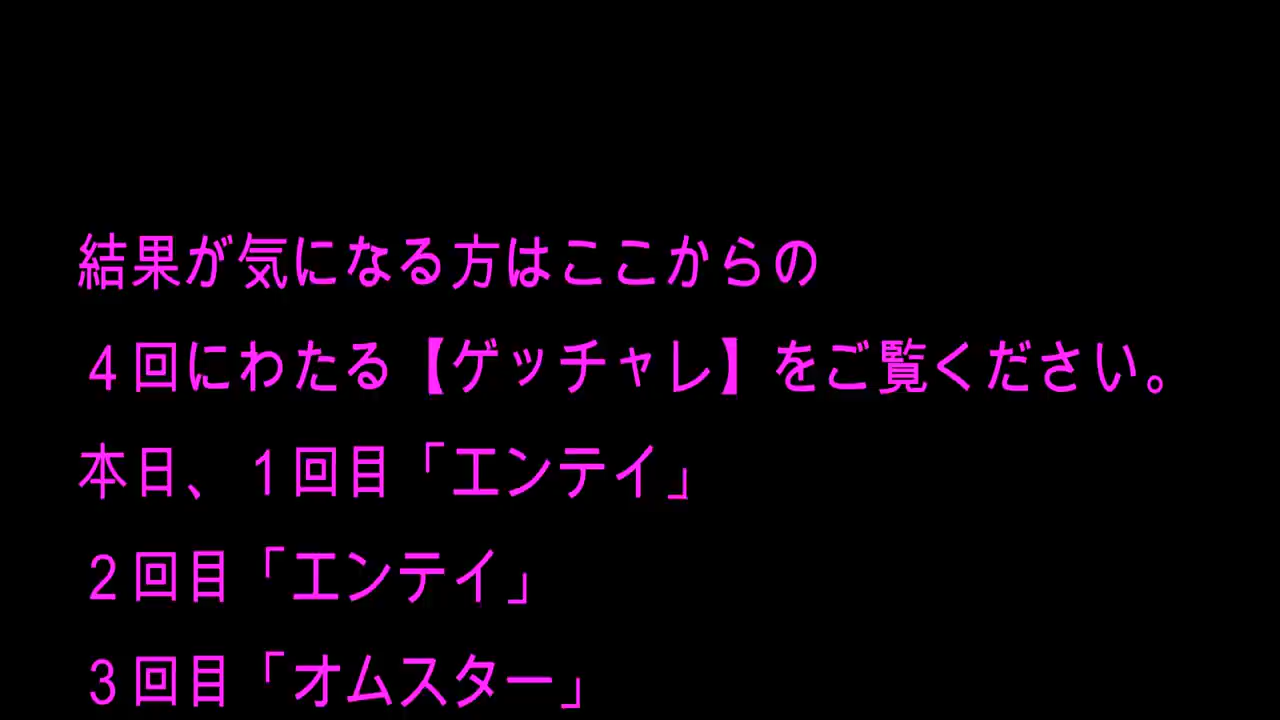 結果が気になる方はここからの
４回にわたる【ゲッチャレ】をご覧ください。
本日、１回目「エンテイ」
２回目「エンテイ」
３回目「オムスター」